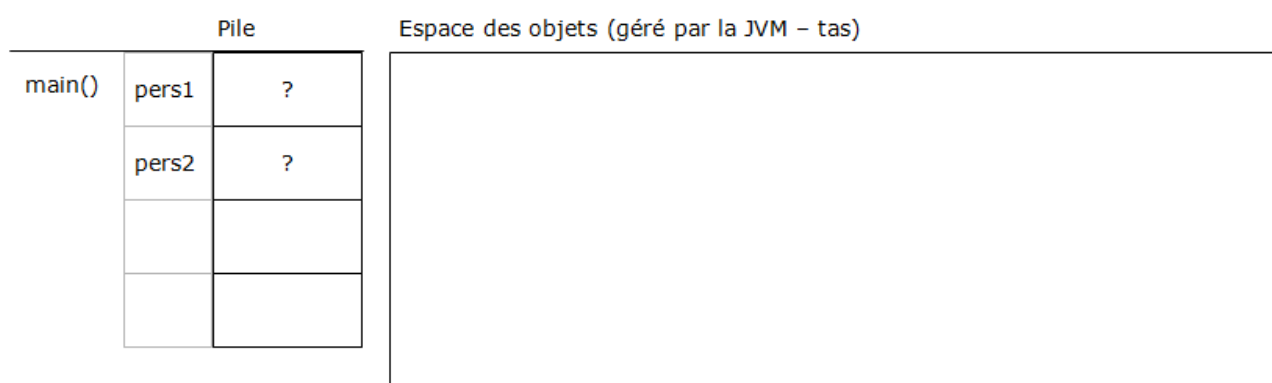 Pile
Espace des objets (géré par la JVM – tas)
main()
pers1
?
pers2
?